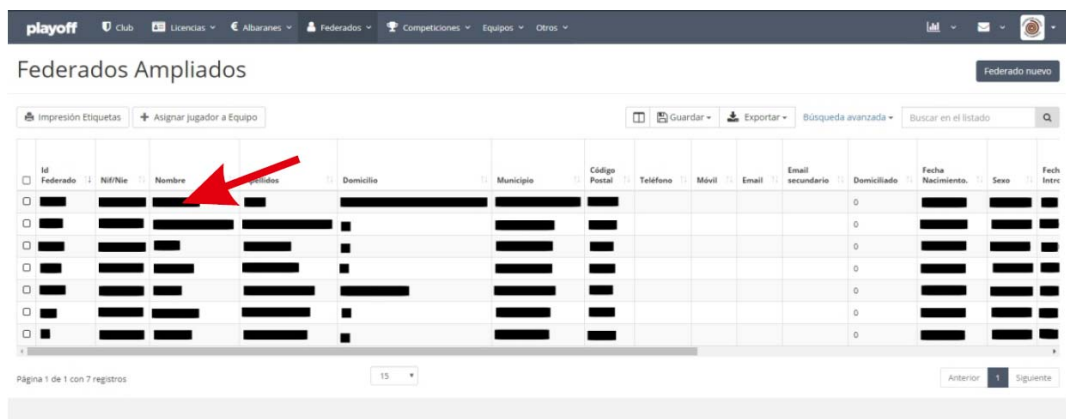 playoff Club Licencias € Albaranes Federados Competiciones Equipos Otros
Federados Ampliados
Federado nuevo
Impresión Etiquetas + Asignar jugador a Equipo Guardar Exportar Búsqueda avanzada Buscar en el listado
Id Federado Nif/Nie Nombre Apellidos Domicilio Municipio Código Postal Teléfono Móvil Email Email secundario Domiciliado Fecha Nacimiento. Sexo Fech Intro
0
0
0
0
0
0
0
Página 1 de 1 con 7 registros 15 Anterior 1 Siguiente